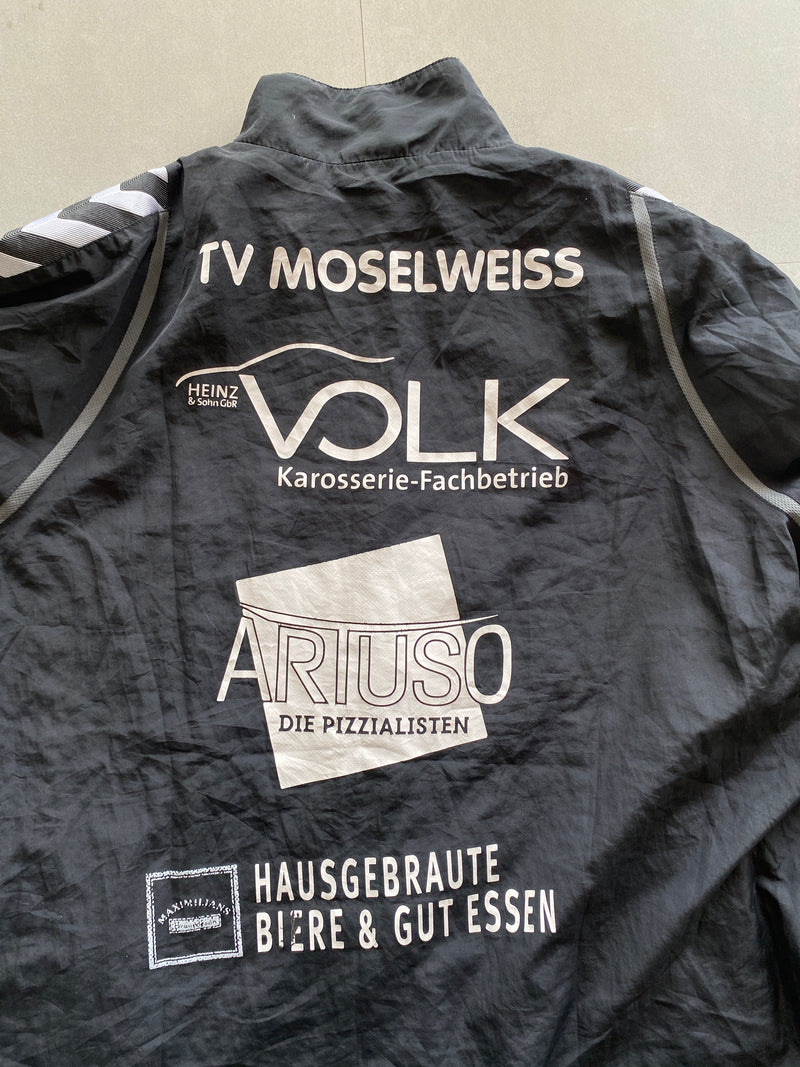 TV MOSELWEISS
HEINZ
& Sohn GbR
VOLK
Karosserie-Fachbetrieb
ARTUSO
DIE PIZZIALISTEN
MAXIMILIANS
HAUSGEBRAUTE
BIERE & GUT ESSEN